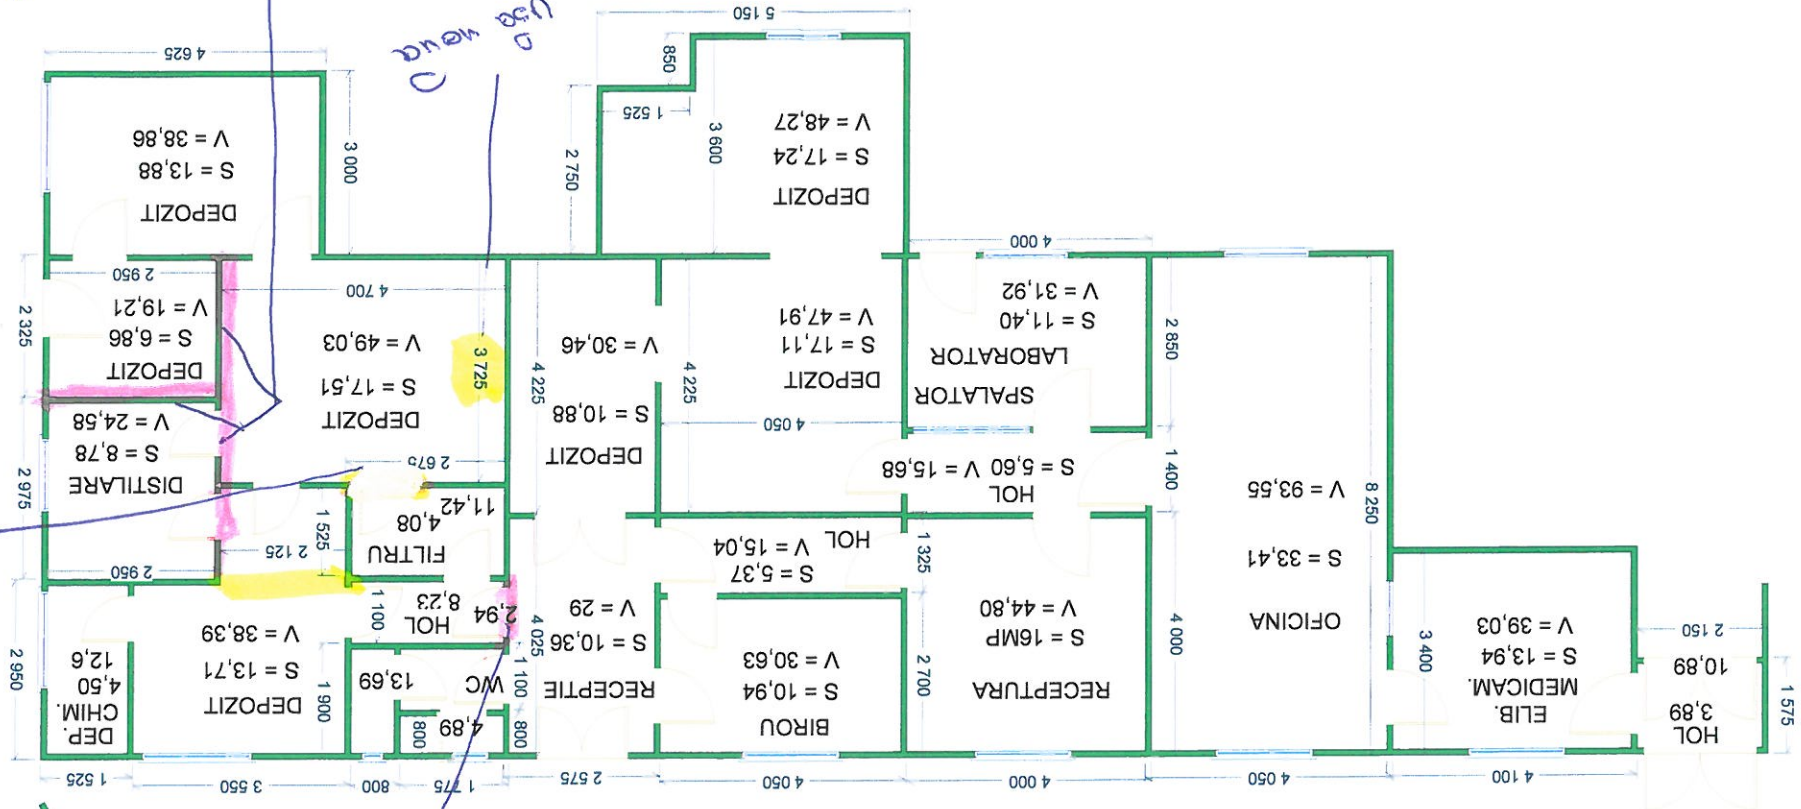 4 100
4 050
4 000
4 050
2 575
1 775
800
3 550
1 525
HOL
3,89
10,89
2 150
1 575
ELIB.
MEDICAM.
S = 13,94
V = 39,03
3 400
OFICINA
S = 33,41
V = 93,55
8 250
4 000
RECEPTURA
S = 16MP
V = 44,80
2 700
BIROU
S = 10,94
V = 30,63
RECEPTIE
S = 10,36
V = 29
4 025
800
1 100
WC
4,89
800
13,69
1 900
DEPOZIT
S = 13,71
V = 38,39
DEP.
CHIM.
4,50
12,6
2 950
HOL
8,23
2,94
1 100
1 325
HOL
S = 5,37
V = 15,04
FILTRU
4,08
11,42
1 525
2 125
2 950
2 675
HOL
S = 5,60 V = 15,68
1 400
DISTILARE
S = 8,78
V = 24,58
2 975
SPALATOR
LABORATOR
S = 11,40
V = 31,92
2 850
4 000
4 050
DEPOZIT
S = 17,11
V = 47,91
4 225
DEPOZIT
S = 10,88
V = 30,46
4 225
3 725
DEPOZIT
S = 17,51
V = 49,03
4 700
DEPOZIT
S = 6,86
V = 19,21
2 950
2 325
DEPOZIT
S = 17,24
V = 48,27
3 600
2 750
1 525
850
5 150
DEPOZIT
S = 13,88
V = 38,86
3 000
4 625
nouă